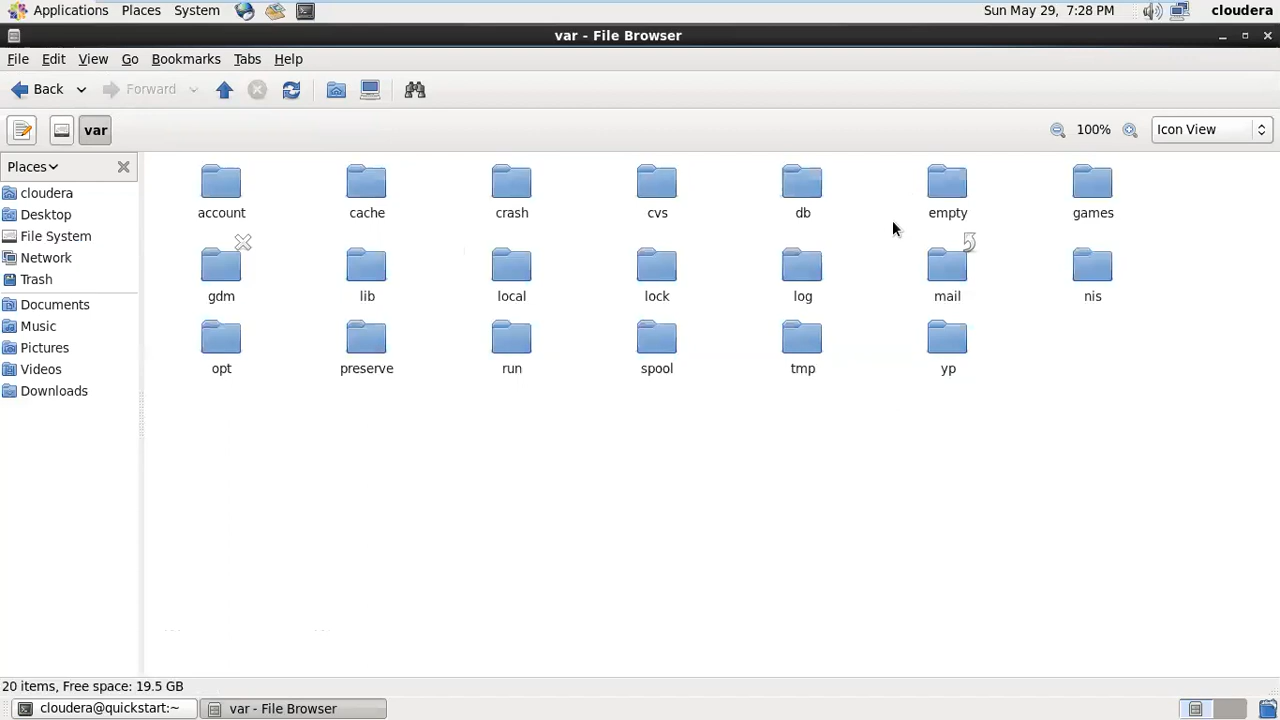 Applications Places System Sun May 29, 7:28 PM cloudera
var - File Browser
File Edit View Go Bookmarks Tabs Help
Back Forward
var 100% Icon View
Places
cloudera
Desktop
File System
Network
Trash
Documents
Music
Pictures
Videos
Downloads
account cache crash cvs db empty games
gdm lib local lock log mail nis
opt preserve run spool tmp yp
20 items, Free space: 19.5 GB
cloudera@quickstart:~ var - File Browser